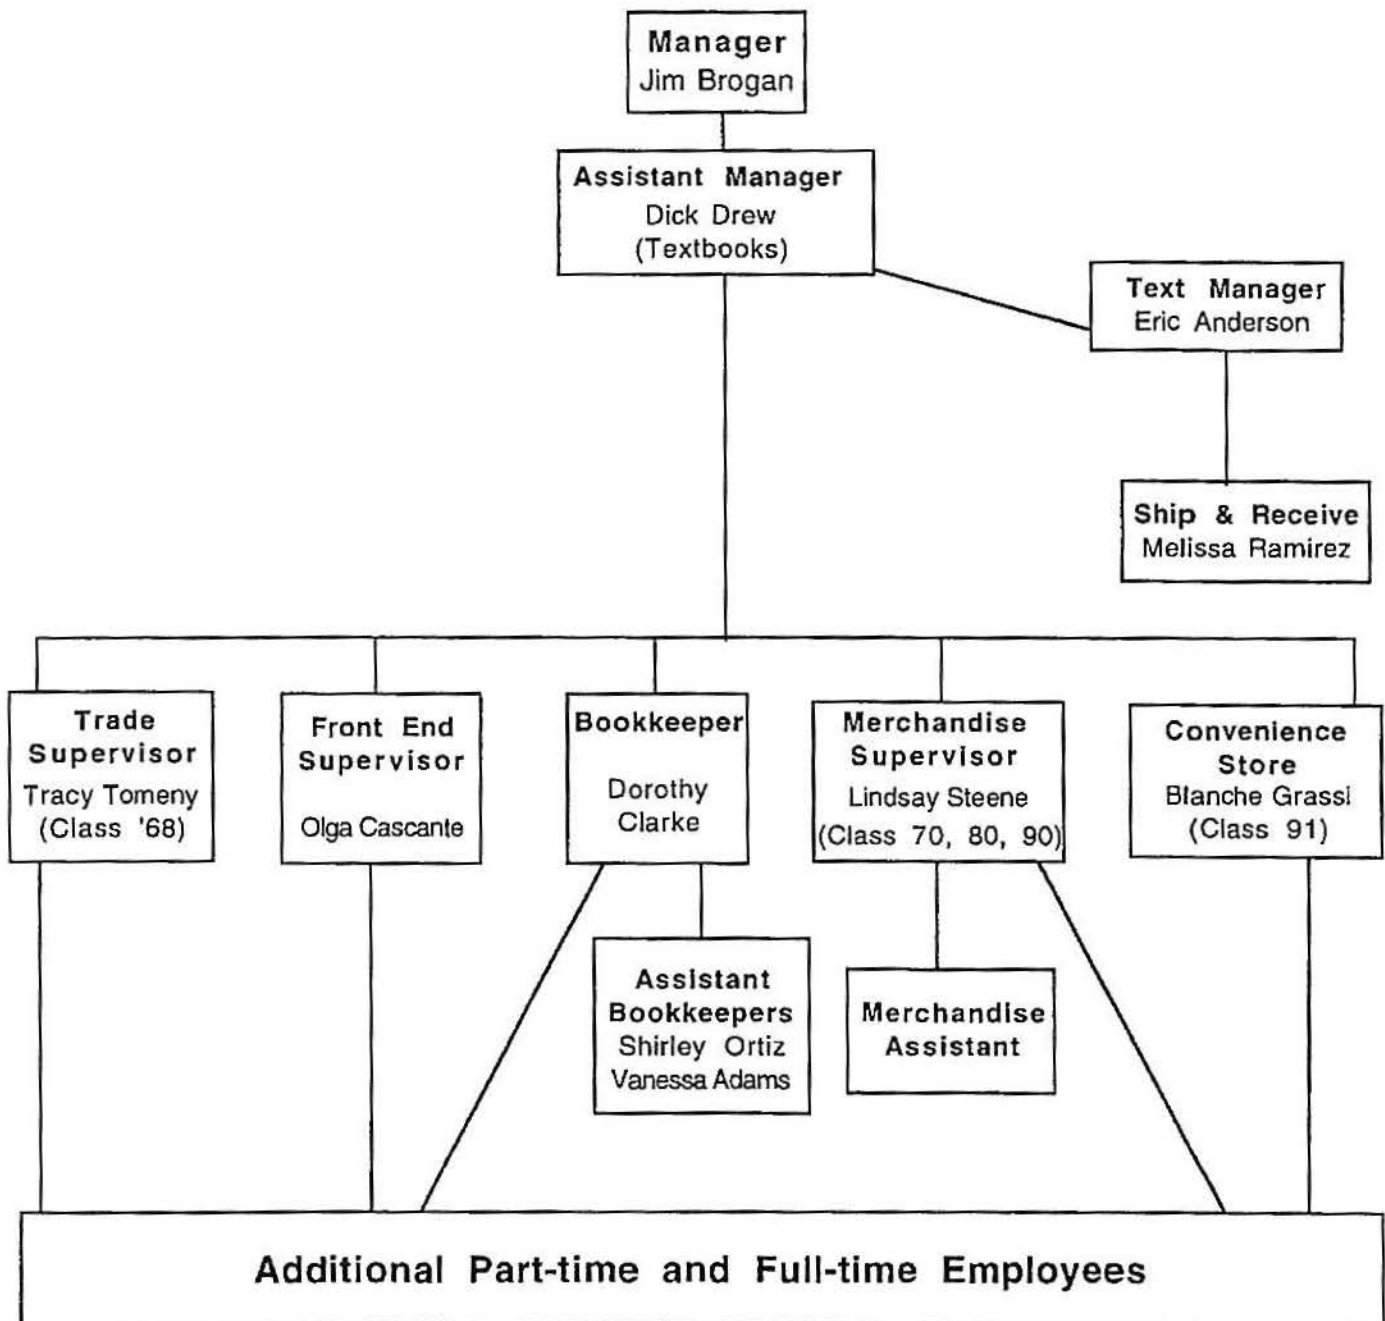 Manager
Jim Brogan
Assistant Manager
Dick Drew
(Textbooks)
Text Manager
Eric Anderson
Ship & Receive
Melissa Ramirez
Trade
Supervisor
Tracy Tomeny
(Class '68)
Front End
Supervisor
Olga Cascante
Bookkeeper
Dorothy
Clarke
Merchandise
Supervisor
Lindsay Steene
(Class 70, 80, 90)
Convenience
Store
Blanche Grassi
(Class 91)
Assistant
Bookkeepers
Shirley Ortiz
Vanessa Adams
Merchandise
Assistant
Additional Part-time and Full-time Employees